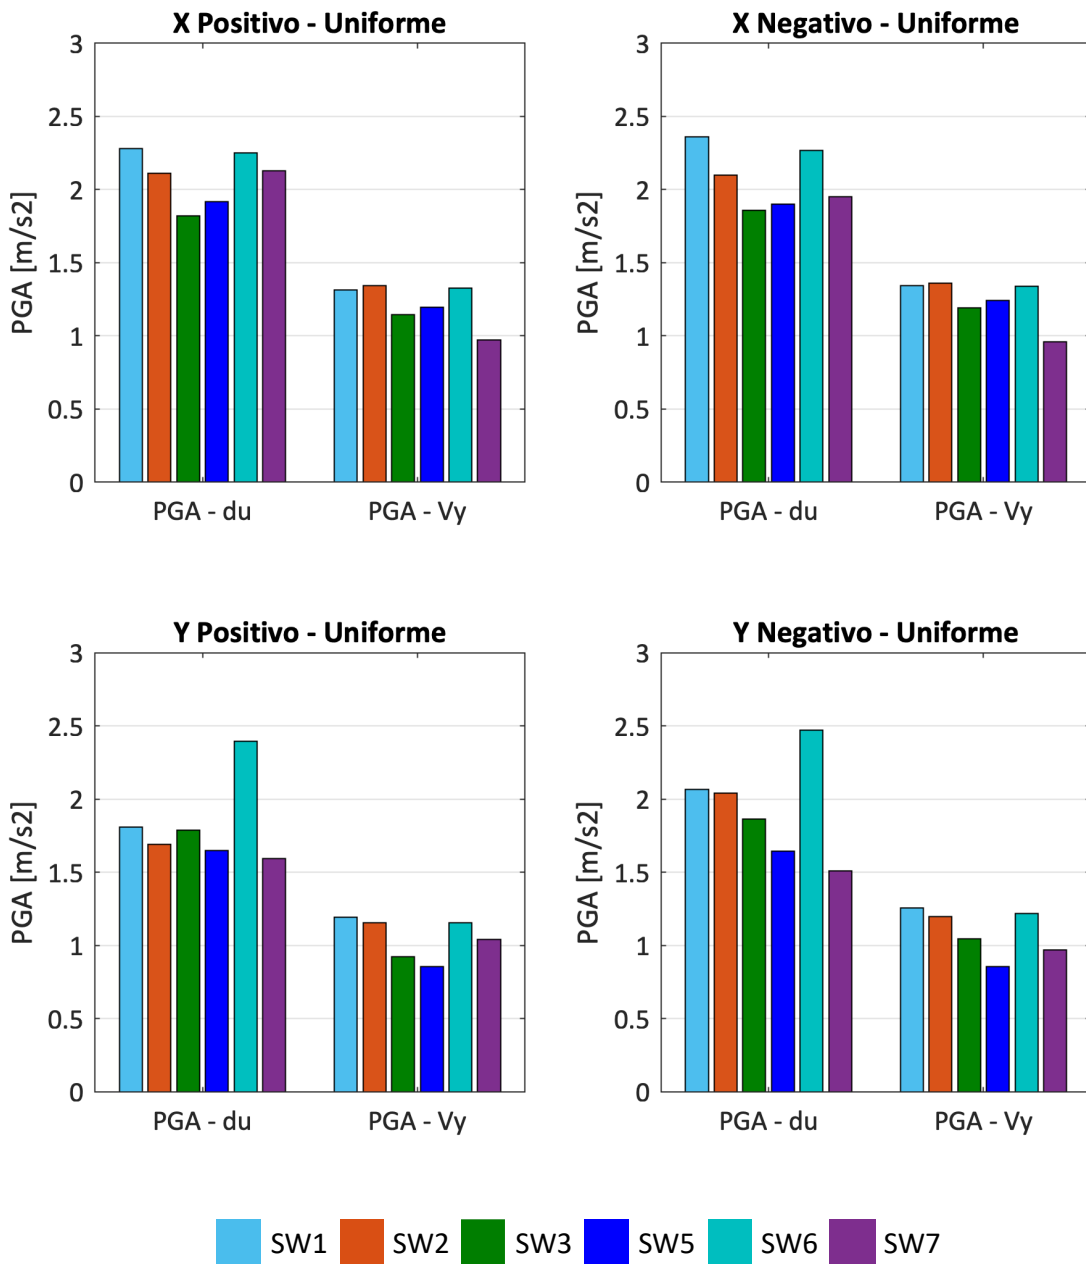 X Positivo - Uniforme
3
2.5
2
1.5
1
0.5
0
PGA [m/s2]
PGA - du
PGA - Vy
X Negativo - Uniforme
3
2.5
2
1.5
1
0.5
0
PGA [m/s2]
PGA - du
PGA - Vy
Y Positivo - Uniforme
3
2.5
2
1.5
1
0.5
0
PGA [m/s2]
PGA - du
PGA - Vy
Y Negativo - Uniforme
3
2.5
2
1.5
1
0.5
0
PGA [m/s2]
PGA - du
PGA - Vy
SW1 SW2 SW3 SW5 SW6 SW7